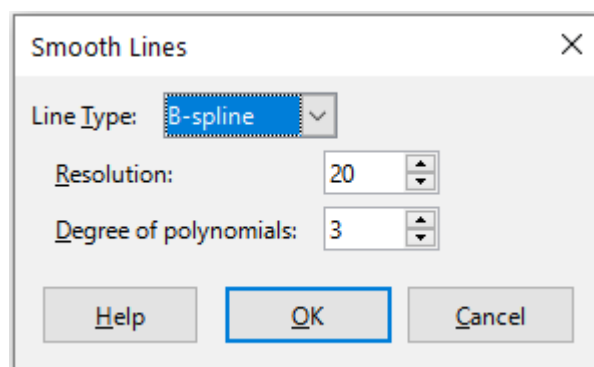 Smooth Lines
Line Type: B-spline
Resolution: 20
Degree of polynomials: 3
Help OK Cancel